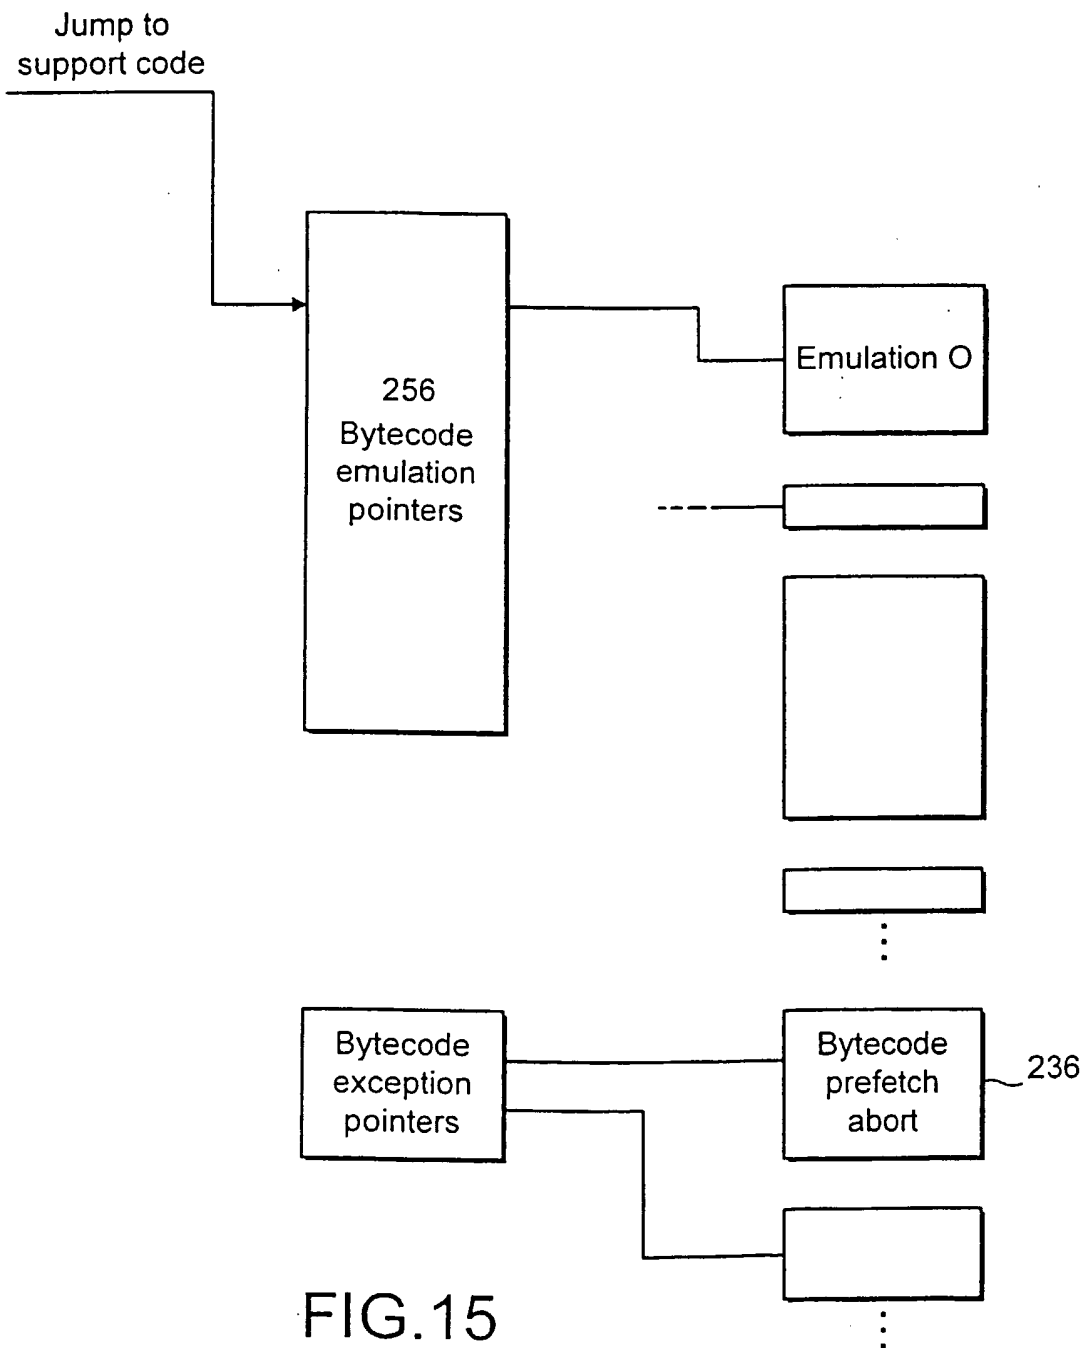 Jump to
support code
256
Bytecode
emulation
pointers
Emulation O
Bytecode
exception
pointers
Bytecode
prefetch
abort
236
FIG.15